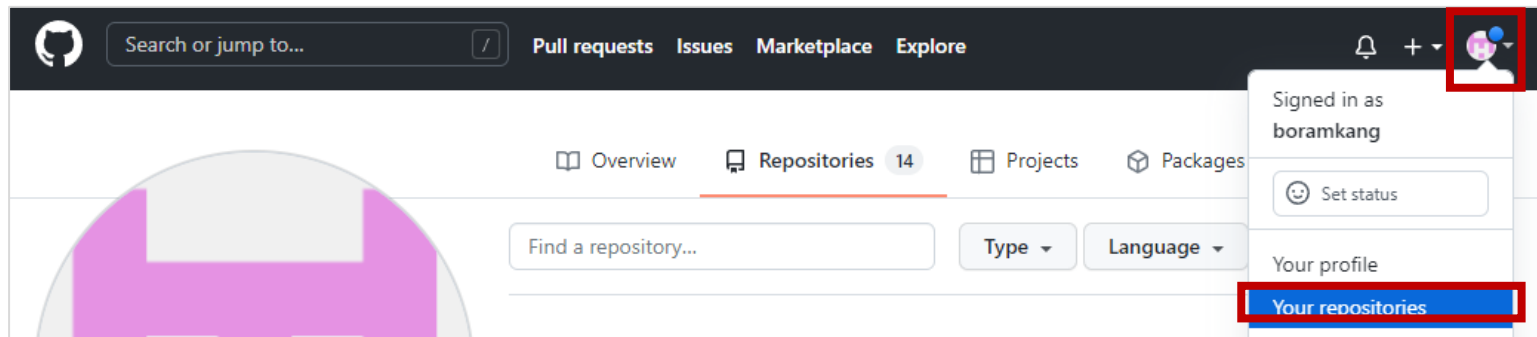 Search or jump to... / Pull requests Issues Marketplace Explore
Signed in as
boramkang
Overview Repositories 14 Projects Packages
Set status
Find a repository... Type Language
Your profile
Your repositories